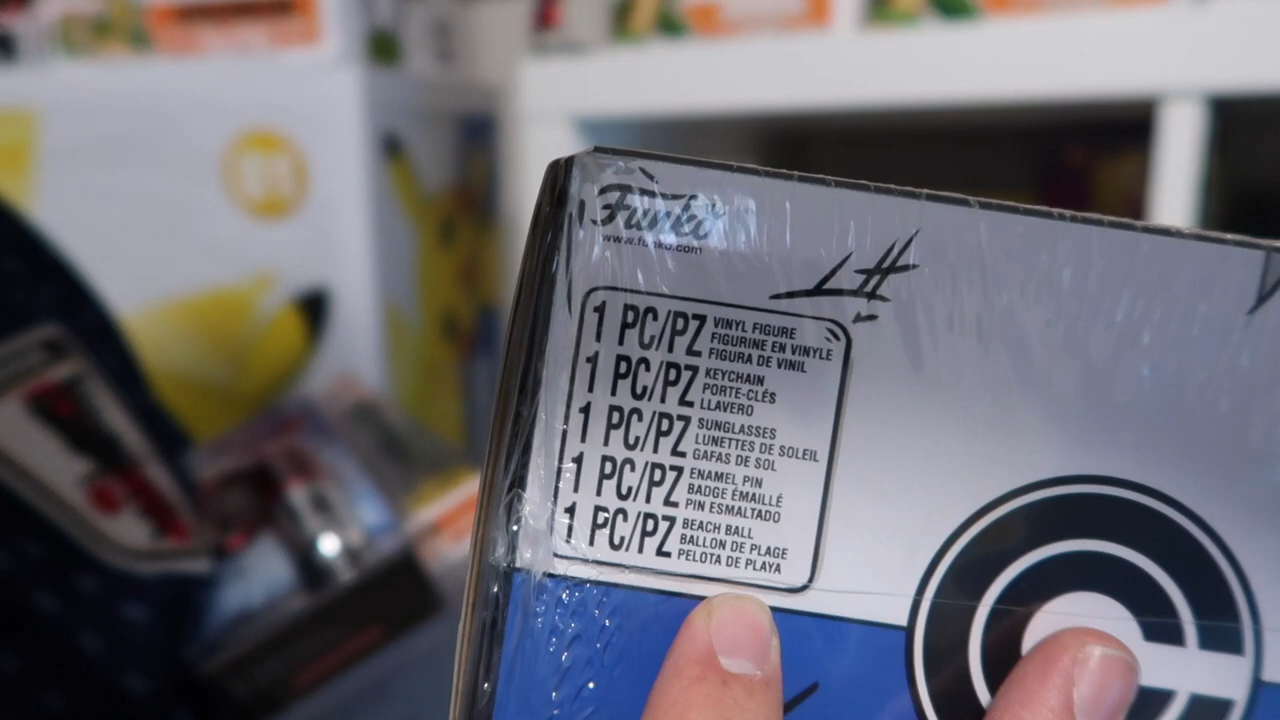 Funko
www.funko.com
1 PC/PZ VINYL FIGURE
FIGURINE EN VINYLE
FIGURA DE VINIL
1 PC/PZ KEYCHAIN
PORTE-CLÉS
LLAVERO
1 PC/PZ SUNGLASSES
LUNETTES DE SOLEIL
GAFAS DE SOL
1 PC/PZ ENAMEL PIN
BADGE ÉMAILLÉ
PIN ESMALTADO
1 PC/PZ BEACH BALL
BALLON DE PLAGE
PELOTA DE PLAYA